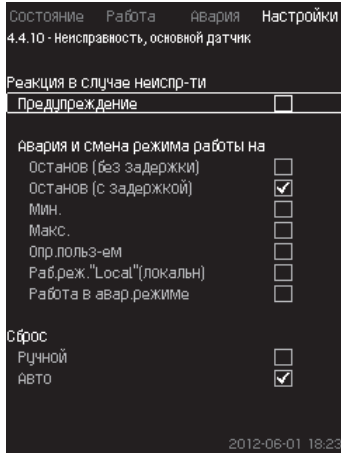 Состояние Работа Авария Настройки
4.4.10 - Неисправность, основной датчик
Реакция в случае неиспр-ти
Предупреждение
Авария и смена режима работы на
Останов (без задержки)
Останов (с задержкой)
Мин.
Макс.
Опр.польз-ем
Раб.реж."Local"(локальн)
Работа в авар.режиме
Сброс
Ручной
Авто
2012-06-01 18:23